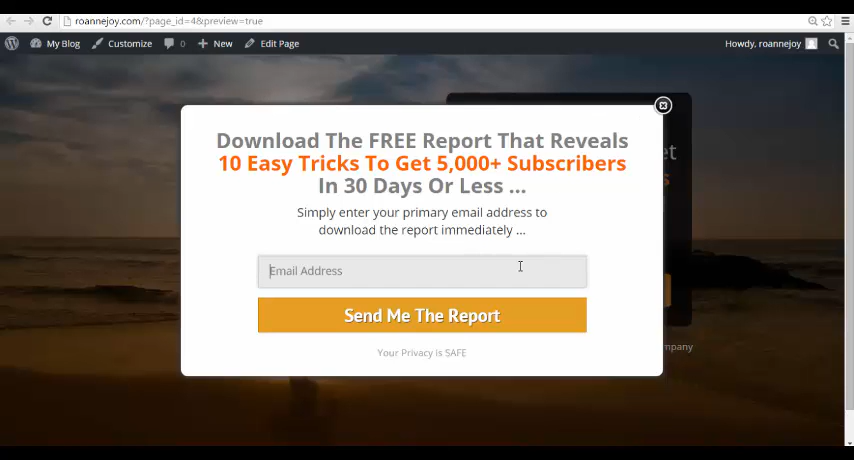 roannejoy.com/?page_id=4&preview=true
My Blog Customize 0 New Edit Page Howdy, roannejoy
Download The FREE Report That Reveals
10 Easy Tricks To Get 5,000+ Subscribers
In 30 Days Or Less ...
Simply enter your primary email address to
download the report immediately ...
Email Address
Send Me The Report
Your Privacy is SAFE